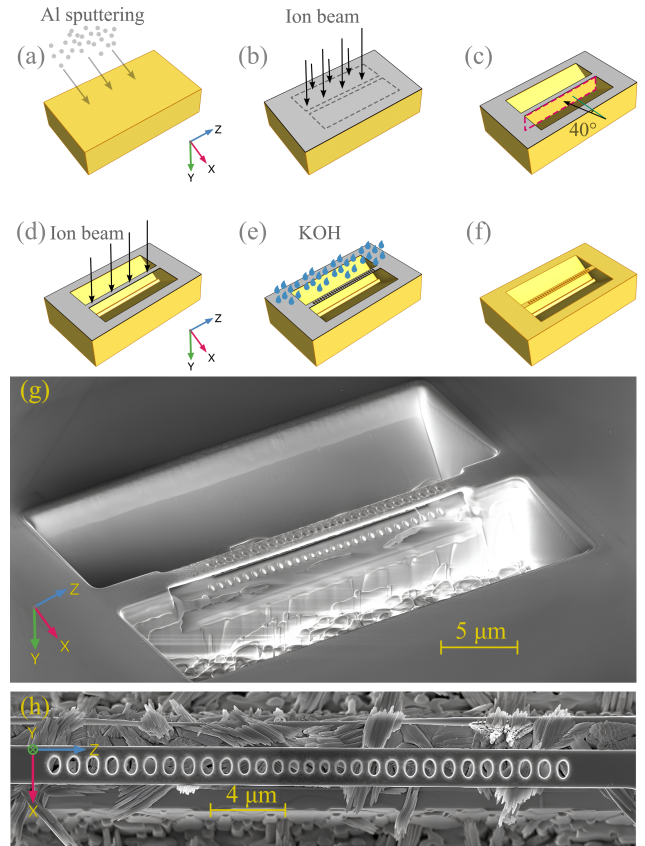 Al sputtering
Ion beam
(a)
(b)
(c)
40°
Z
X
Y
(d)
Ion beam
(e)
KOH
(f)
Z
X
Y
(g)
Z
X
Y
5 μm
(h)
Y
Z
X
4 μm